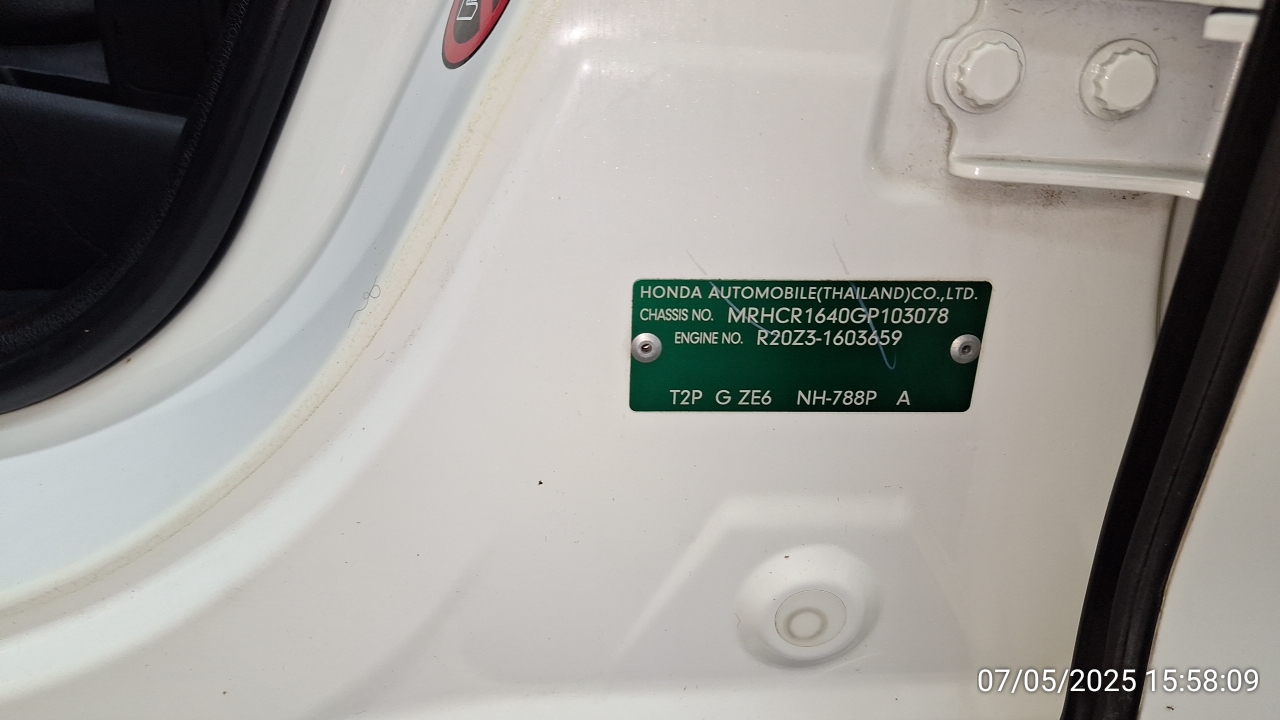 HONDA AUTOMOBILE(THAILAND)CO.,LTD.
CHASSIS NO. MRHCR1640GP103078
ENGINE NO. R20Z3-1603659
T2P G ZE6 NH-788P A
07/05/2025 15:58:09